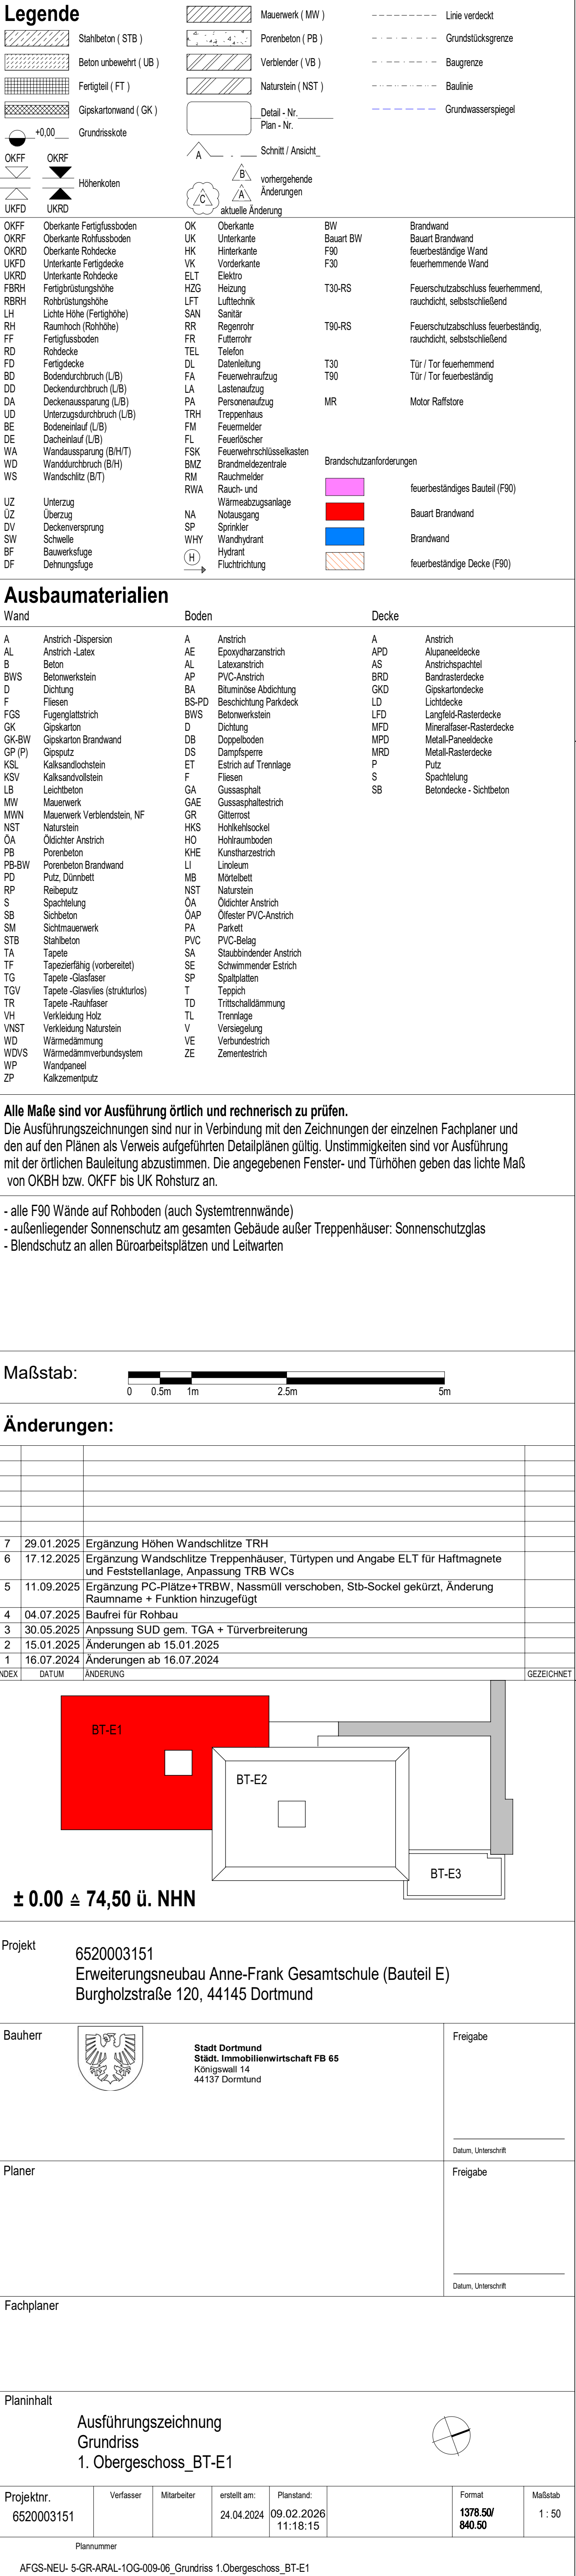 Legende
Stahlbeton ( STB )
Beton unbewehrt ( UB )
Fertigteil ( FT )
Gipskartonwand ( GK )
+0,00 Grundrisskote
OKFF OKRF
Höhenkoten
UKFD UKRD
Mauerwerk ( MW )
Porenbeton ( PB )
Verblender ( VB )
Naturstein ( NST )
Detail - Nr.
Plan - Nr.
A Schnitt / Ansicht
B vorhergehende
A Änderungen
C aktuelle Änderung
Linie verdeckt
Grundstücksgrenze
Baugrenze
Baulinie
Grundwasserspiegel
OKFF Oberkante Fertigfussboden
OKRF Oberkante Rohfussboden
OKRD Oberkante Rohdecke
UKFD Unterkante Fertigdecke
UKRD Unterkante Rohdecke
FBRH Fertigbrüstungshöhe
RBRH Rohbrüstungshöhe
LH Lichte Höhe (Fertighöhe)
RH Raumhoch (Rohhöhe)
FF Fertigfussboden
RD Rohdecke
FD Fertigdecke
BD Bodendurchbruch (L/B)
DD Deckendurchbruch (L/B)
DA Deckenaussparung (L/B)
UD Unterzugsdurchbruch (L/B)
BE Bodeneinlauf (L/B)
DE Dacheinlauf (L/B)
WA Wandaussparung (B/H/T)
WD Wanddurchbruch (B/H)
WS Wandschlitz (B/T)
UZ Unterzug
ÜZ Überzug
DV Deckenversprung
SW Schwelle
BF Bauwerksfuge
DF Dehnungsfuge
OK Oberkante
UK Unterkante
HK Hinterkante
VK Vorderkante
ELT Elektro
HZG Heizung
LFT Lufttechnik
SAN Sanitär
RR Regenrohr
FR Futterrohr
TEL Telefon
DL Datenleitung
FA Feuerwehraufzug
LA Lastenaufzug
PA Personenaufzug
TRH Treppenhaus
FM Feuermelder
FL Feuerlöscher
FSK Feuerwehrschlüsselkasten
BMZ Brandmeldezentrale
RM Rauchmelder
RWA Rauch- und
Wärmeabzugsanlage
NA Notausgang
SP Sprinkler
WHY Wandhydrant
H Hydrant
Fluchtrichtung
BW Brandwand
Bauart BW Bauart Brandwand
F90 feuerbeständige Wand
F30 feuerhemmende Wand
T30-RS Feuerschutzabschluss feuerhemmend,
rauchdicht, selbstschließend
T90-RS Feuerschutzabschluss feuerbeständig,
rauchdicht, selbstschließend
T30 Tür / Tor feuerhemmend
T90 Tür / Tor feuerbeständig
MR Motor Raffstore
Brandschutzanforderungen
feuerbeständiges Bauteil (F90)
Bauart Brandwand
Brandwand
feuerbeständige Decke (F90)
Ausbaumaterialien
Wand
A Anstrich -Dispersion
AL Anstrich -Latex
B Beton
BWS Betonwerkstein
D Dichtung
F Fliesen
FGS Fugenglattstrich
GK Gipskarton
GK-BW Gipskarton Brandwand
GP (P) Gipsputz
KSL Kalksandlochstein
KSV Kalksandvollstein
LB Leichtbeton
MW Mauerwerk
MWN Mauerwerk Verblendstein, NF
NST Naturstein
ÖA Öldichter Anstrich
PB Porenbeton
PB-BW Porenbeton Brandwand
PD Putz, Dünnbett
RP Reibeputz
S Spachtelung
SB Sichbeton
SM Sichtmauerwerk
STB Stahlbeton
TA Tapete
TF Tapezierfähig (vorbereitet)
TG Tapete -Glasfaser
TGV Tapete -Glasvlies (strukturlos)
TR Tapete -Rauhfaser
VH Verkleidung Holz
VNST Verkleidung Naturstein
WD Wärmedämmung
WDVS Wärmedämmverbundsystem
WP Wandpaneel
ZP Kalkzementputz
Boden
A Anstrich
AE Epoxydharzanstrich
AL Latexanstrich
AP PVC-Anstrich
BA Bituminöse Abdichtung
BS-PD Beschichtung Parkdeck
BWS Betonwerkstein
D Dichtung
DB Doppelboden
DS Dampfsperre
ET Estrich auf Trennlage
F Fliesen
GA Gussasphalt
GAE Gussasphaltestrich
GR Gitterrost
HKS Hohlkehlsockel
HO Hohlraumboden
KHE Kunstharzestrich
LI Linoleum
MB Mörtelbett
NST Naturstein
ÖA Öldichter Anstrich
ÖAP Ölfester PVC-Anstrich
PA Parkett
PVC PVC-Belag
SA Staubbindender Anstrich
SE Schwimmender Estrich
SP Spaltplatten
T Teppich
TD Trittschalldämmung
TL Trennlage
V Versiegelung
VE Verbundestrich
ZE Zementestrich
Decke
A Anstrich
APD Alupaneeldecke
AS Anstrichspachtel
BRD Bandrasterdecke
GKD Gipskartondecke
LD Lichtdecke
LFD Langfeld-Rasterdecke
MFD Mineralfaser-Rasterdecke
MPD Metall-Paneeldecke
MRD Metall-Rasterdecke
P Putz
S Spachtelung
SB Betondecke - Sichtbeton
Alle Maße sind vor Ausführung örtlich und rechnerisch zu prüfen.
Die Ausführungszeichnungen sind nur in Verbindung mit den Zeichnungen der einzelnen Fachplaner und
den auf den Plänen als Verweis aufgeführten Detailplänen gültig. Unstimmigkeiten sind vor Ausführung
mit der örtlichen Bauleitung abzustimmen. Die angegebenen Fenster- und Türhöhen geben das lichte Maß
von OKBH bzw. OKFF bis UK Rohsturz an.
- alle F90 Wände auf Rohboden (auch Systemtrennwände)
- außenliegender Sonnenschutz am gesamten Gebäude außer Treppenhäuser: Sonnenschutzglas
- Blendschutz an allen Büroarbeitsplätzen und Leitwarten
Maßstab:
0 0.5m 1m 2.5m 5m
Änderungen:
7 29.01.2025 Ergänzung Höhen Wandschlitze TRH
6 17.12.2025 Ergänzung Wandschlitze Treppenhäuser, Türtypen und Angabe ELT für Haftmagnete
und Feststellanlage, Anpassung TRB WCs
5 11.09.2025 Ergänzung PC-Plätze+TRBW, Nassmüll verschoben, Stb-Sockel gekürzt, Änderung
Raumname + Funktion hinzugefügt
4 04.07.2025 Baufrei für Rohbau
3 30.05.2025 Anpssung SUD gem. TGA + Türverbreiterung
2 15.01.2025 Änderungen ab 15.01.2025
1 16.07.2024 Änderungen ab 16.07.2024
NDEX DATUM ÄNDERUNG GEZEICHNET
BT-E1
BT-E2
BT-E3
± 0.00 ≙ 74,50 ü. NHN
Projekt
6520003151
Erweiterungsneubau Anne-Frank Gesamtschule (Bauteil E)
Burgholzstraße 120, 44145 Dortmund
Bauherr
Stadt Dortmund
Städt. Immobilienwirtschaft FB 65
Königswall 14
44137 Dormtund
Freigabe
Datum, Unterschrift
Planer
Freigabe
Datum, Unterschrift
Fachplaner
Planinhalt
Ausführungszeichnung
Grundriss
1. Obergeschoss_BT-E1
Projektnr. Verfasser Mitarbeiter erstellt am: Planstand: Format Maßstab
6520003151 24.04.2024 09.02.2026 1378.50/ 1 : 50
11:18:15 840.50
Plannummer
AFGS-NEU- 5-GR-ARAL-1OG-009-06_Grundriss 1.Obergeschoss_BT-E1